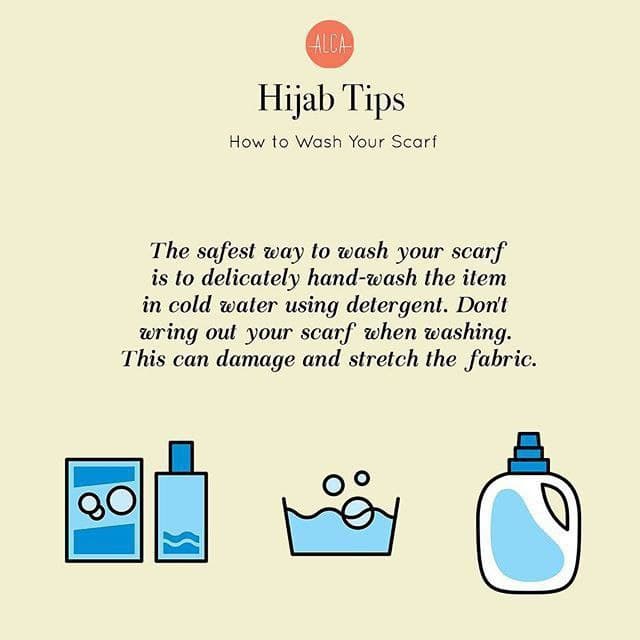 ALCA
Hijab Tips
How to Wash Your Scarf
The safest way to wash your scarf
is to delicately hand-wash the item
in cold water using detergent. Don't
wring out your scarf when washing.
This can damage and stretch the fabric.